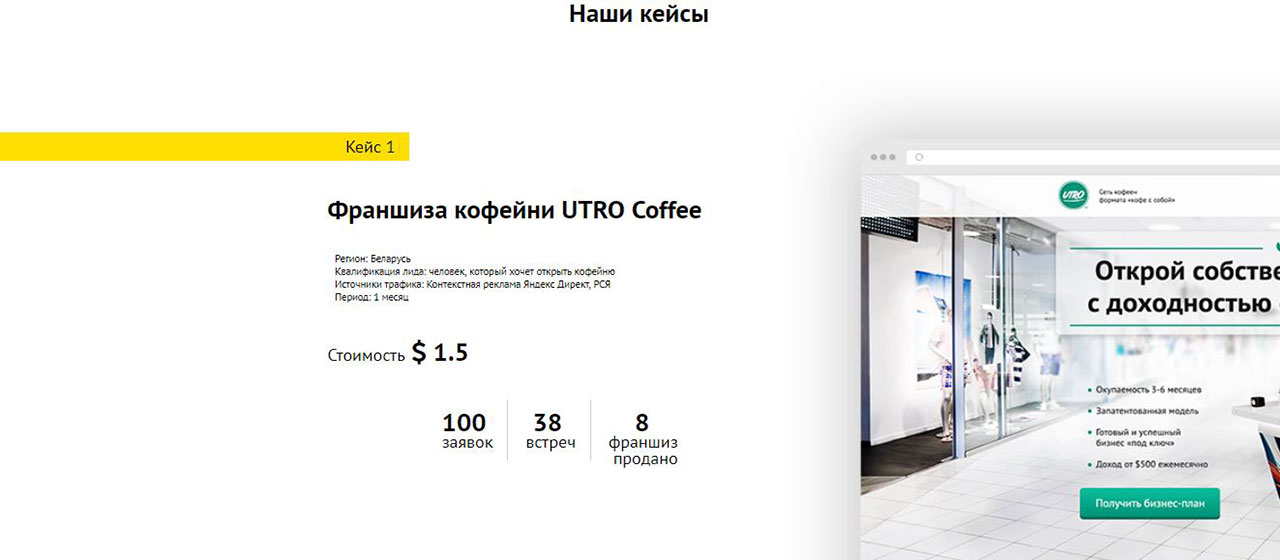 Наши кейсы
Кейс 1
Франшиза кофейни UTRO Coffee
Регион: Беларусь
Квалификация лида: человек, который хочет открыть кофейню
Источники трафика: Контекстная реклама Яндекс Директ, РСЯ
Период: 1 месяц
Стоимость $ 1.5
100
заявок
38
встреч
8
франшиз
продано
UTRO
Сеть кофеен
формата «кофе с собой»
Открой собстве
с доходностью
Окупаемость 3-6 месяцев
Запатентованная модель
Готовый и успешный
бизнес «под ключ»
Доход от $500 ежемесячно
Получить бизнес-план